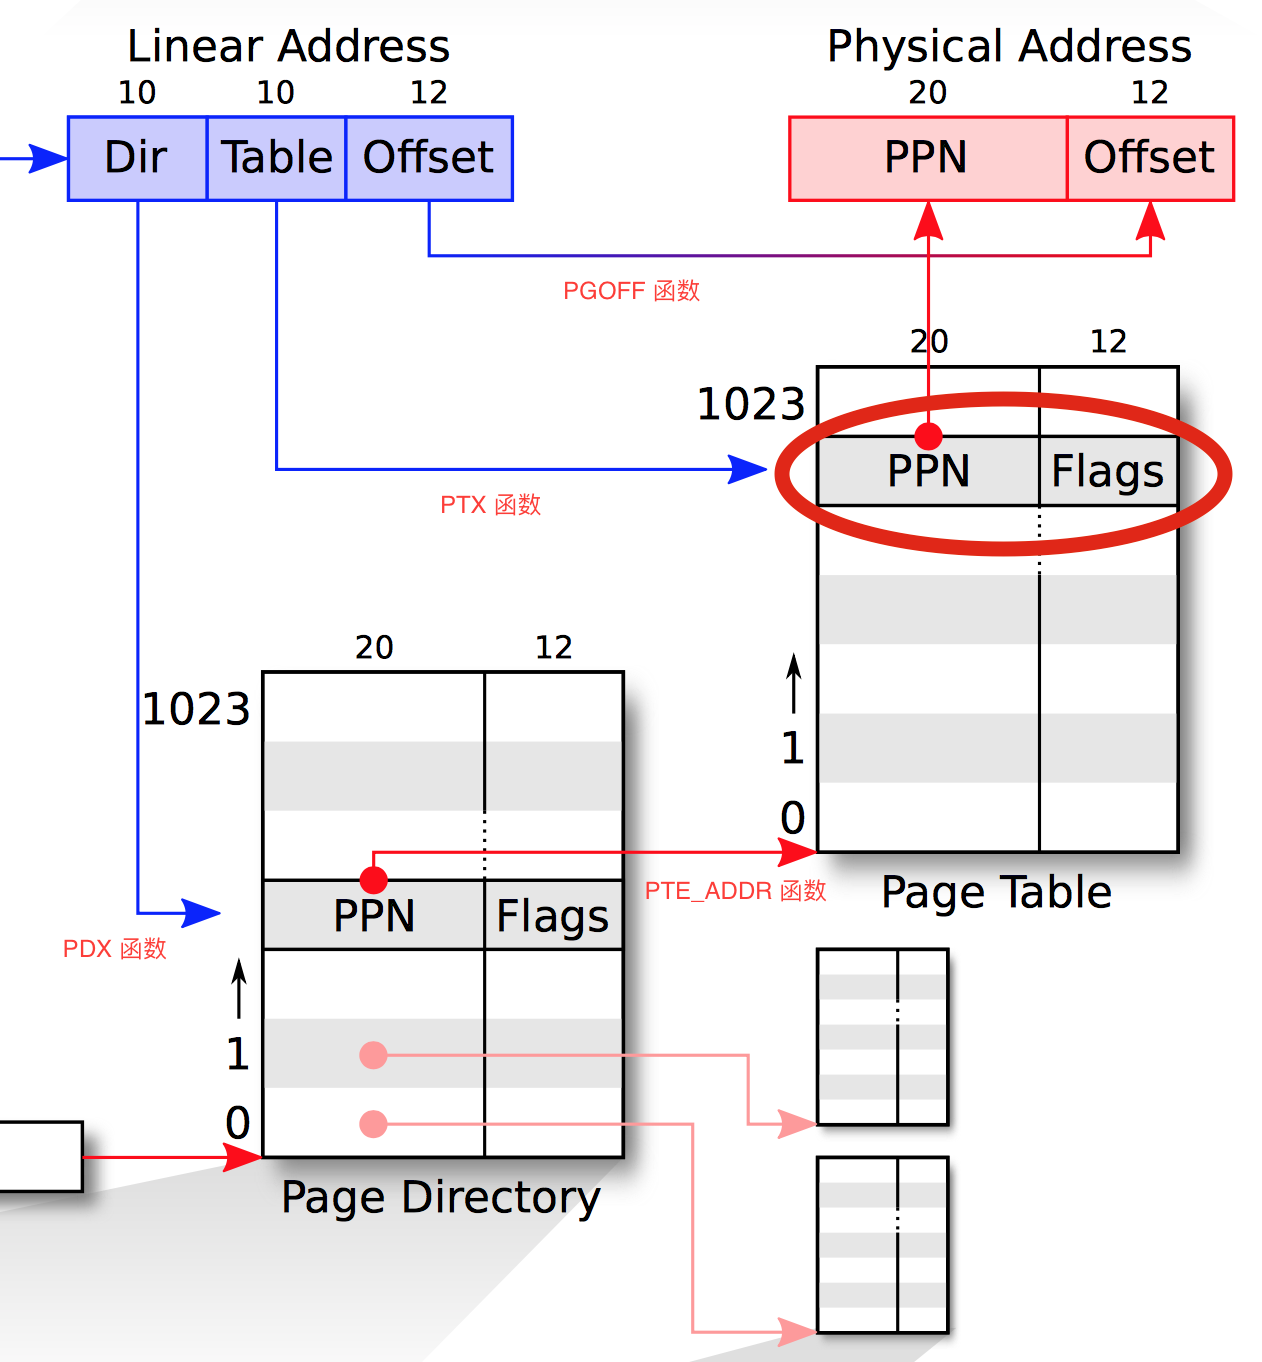 Linear Address
10 10 12
Dir Table Offset
Physical Address
20 12
PPN Offset
PGOFF 函数
20 12
1023
PPN Flags
PTX 函数
1
0
Page Table
20 12
1023
PPN Flags
PTE_ADDR 函数
PDX 函数
1
0
Page Directory